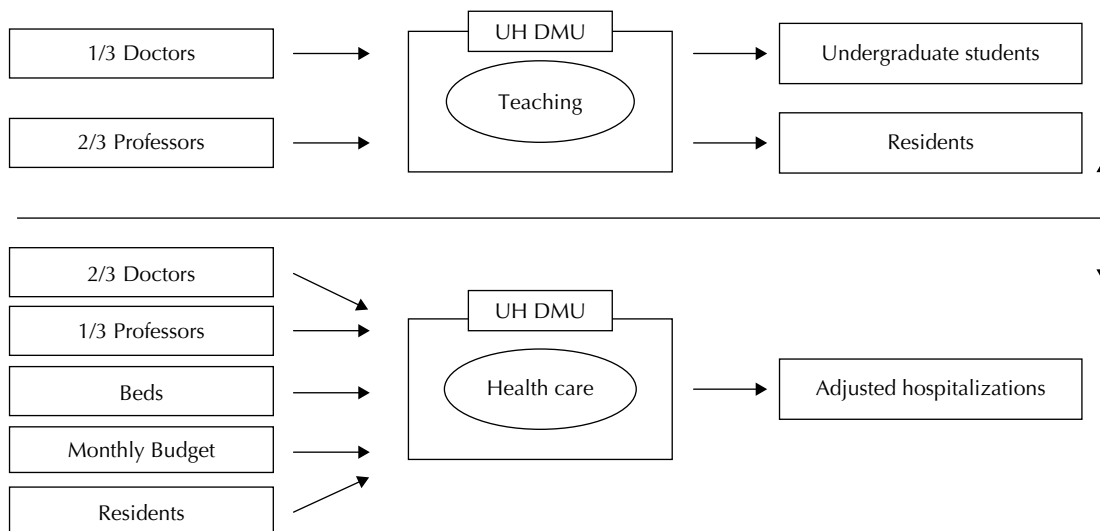 1/3 Doctors
UH DMU
Undergraduate students
Teaching
2/3 Professors
Residents
2/3 Doctors
UH DMU
1/3 Professors
Beds
Health care
Adjusted hospitalizations
Monthly Budget
Residents